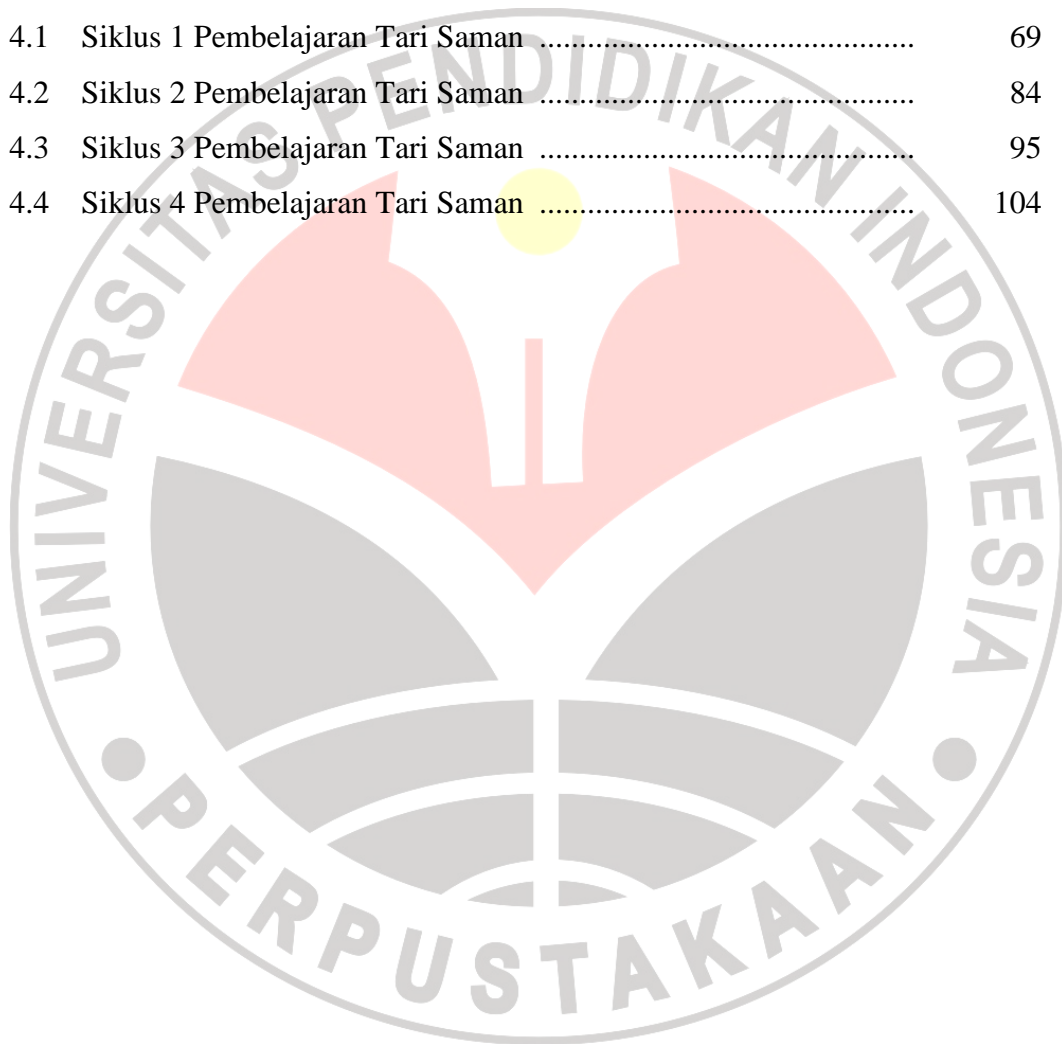 4.1 Siklus 1 Pembelajaran Tari Saman ............................................... 69
4.2 Siklus 2 Pembelajaran Tari Saman ............................................... 84
4.3 Siklus 3 Pembelajaran Tari Saman ............................................... 95
4.4 Siklus 4 Pembelajaran Tari Saman ............................................... 104
UNIVERSITAS PENDIDIKAN INDONESIA
PERPUSTAKAAN